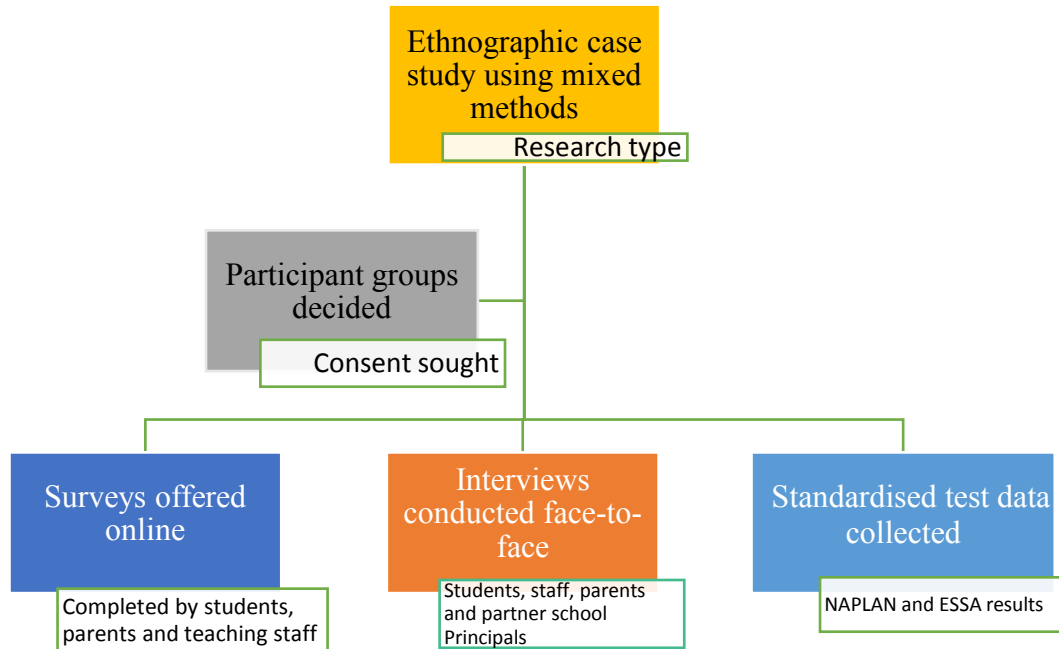 Ethnographic case
study using mixed
methods
Research type
Participant groups
decided
Consent sought
Surveys offered
online
Completed by students,
parents and teaching staff
Interviews
conducted face-to-
face
Students, staff, parents
and partner school
Principals
Standardised test data
collected
NAPLAN and ESSA results